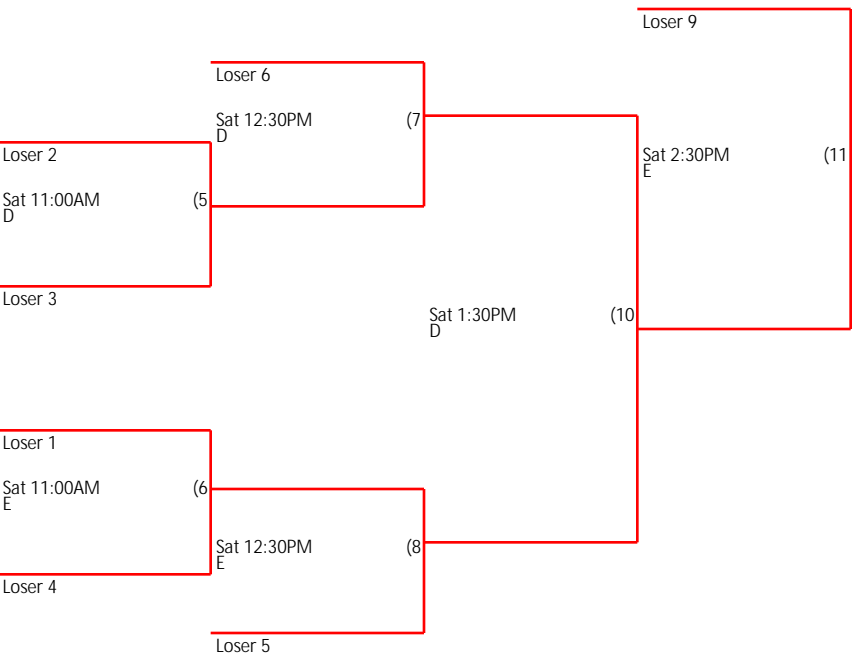 Loser 9
Loser 6
Sat 12:30PM (7
D
Loser 2
Sat 2:30PM (11
E
Sat 11:00AM (5
D
Loser 3
Sat 1:30PM (10
D
Loser 1
Sat 11:00AM (6
E
Sat 12:30PM (8
E
Loser 4
Loser 5